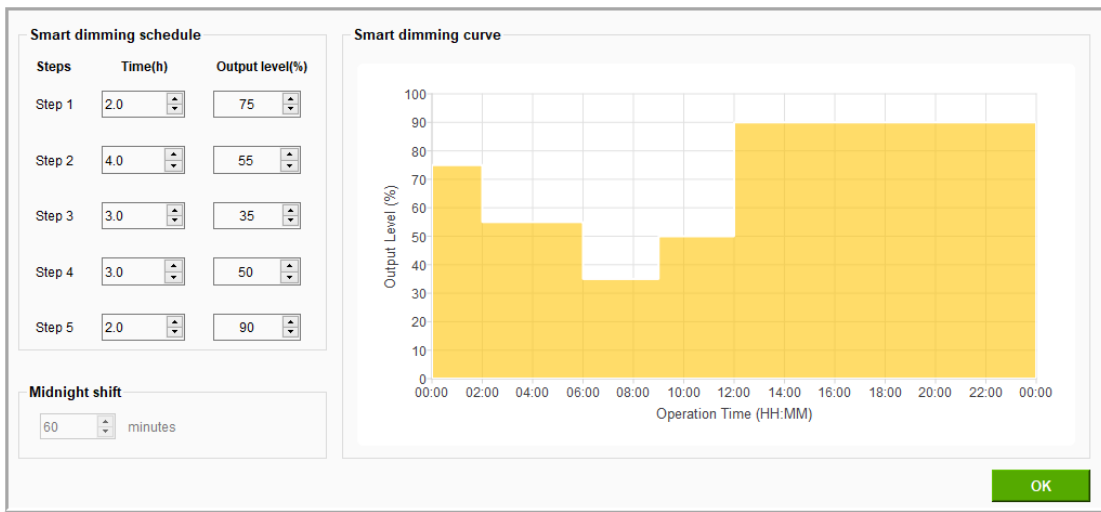 Smart dimming schedule
Steps Time(h) Output level(%)
Step 1 2.0 75
Step 2 4.0 55
Step 3 3.0 35
Step 4 3.0 50
Step 5 2.0 90
Midnight shift
60 minutes
Smart dimming curve
Output Level (%)
100
90
80
70
60
50
40
30
20
10
0
00:00 02:00 04:00 06:00 08:00 10:00 12:00 14:00 16:00 18:00 20:00 22:00 00:00
Operation Time (HH:MM)
OK